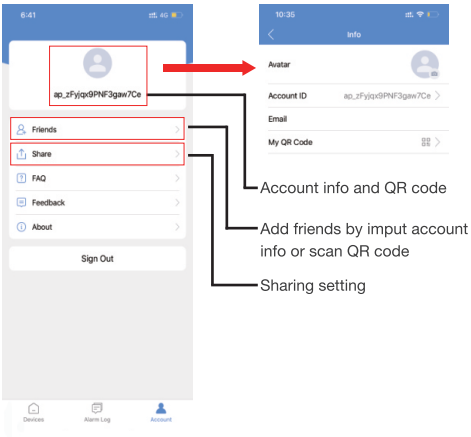 6:41
4G
ap_zFyjqx9PNF3gaw7Ce
Friends
Share
FAQ
Feedback
About
Sign Out
Devices
Alarm Log
Account
10:35
Info
Avatar
Account ID ap_zFyjqx9PNF3gaw7Ce
Email
My QR Code
Account info and QR code
Add friends by imput account
info or scan QR code
Sharing setting